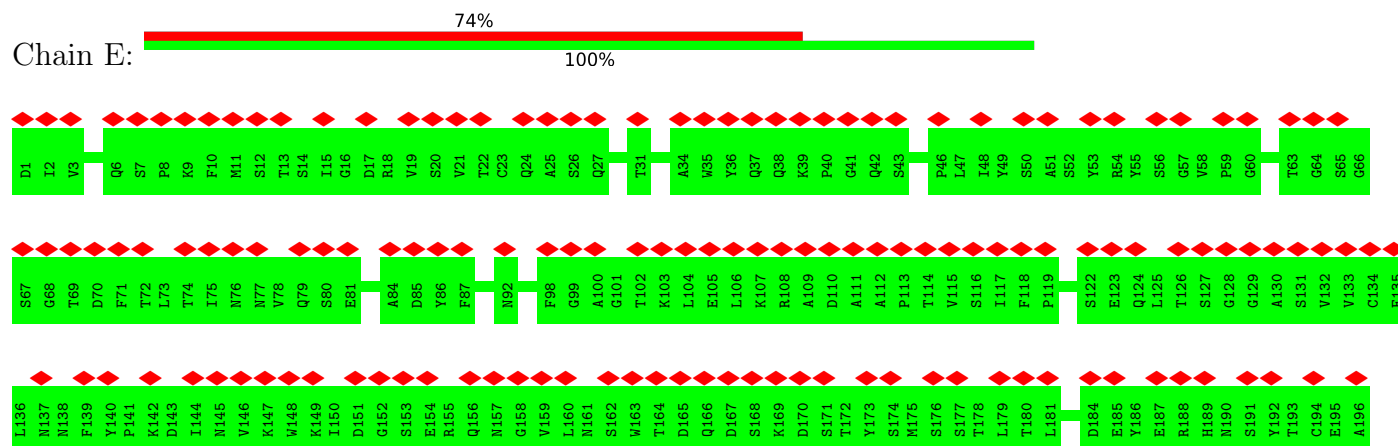 74%
Chain E:
100%
D1 I2 V3 Q6 S7 P8 K9 F10 M11 S12 T13 S14 I15 G16 D17 R18 V19 S20 V21 T22 C23 Q24 A25 S26 Q27 T31 A34 W35 Y36 Q37 Q38 K39 P40 G41 Q42 S43 P46 L47 I48 Y49 S50 A51 S52 Y53 R54 Y55 S56 G57 V58 P59 G60 T63 G64 S65 G66
S67 G68 T69 D70 F71 T72 L73 T74 I75 N76 N77 V78 Q79 S80 E81 A84 D85 Y86 F87 N92 F98 G99 A100 G101 T102 K103 L104 E105 L106 K107 R108 A109 D110 A111 A112 P113 T114 V115 S116 I117 F118 P119 S122 E123 Q124 L125 T126 S127 G128 G129 A130 S131 V132 V133 C134 F135
L136 N137 N138 F139 Y140 P141 K142 D143 I144 N145 V146 K147 W148 K149 I150 D151 G152 S153 E154 R155 Q156 N157 G158 V159 L160 N161 S162 W163 T164 D165 Q166 D167 S168 K169 D170 S171 T172 Y173 S174 M175 S176 S177 T178 L179 T180 L181 D184 E185 Y186 E187 R188 H189 N190 S191 Y192 T193 C194 E195 A196